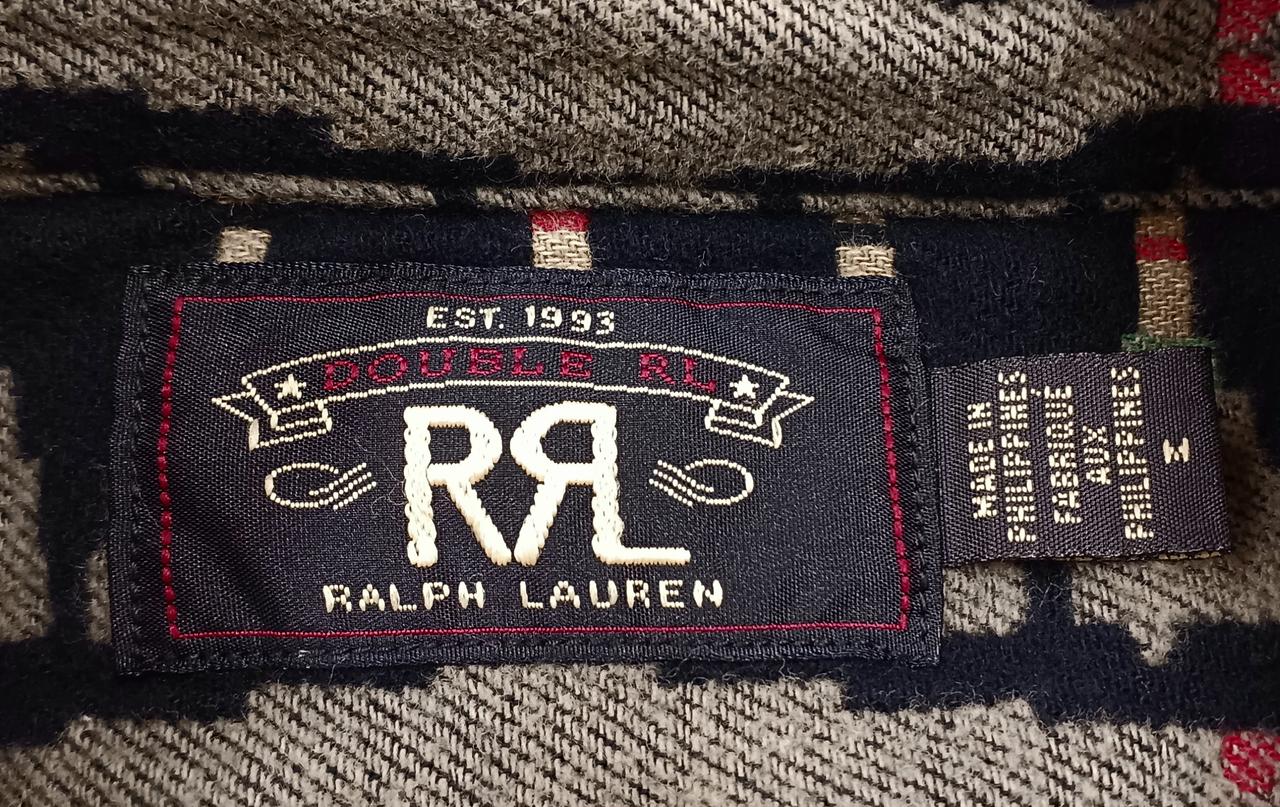 EST. 1993
DOUBLE RL
RRL
RALPH LAUREN
MADE IN
PHILIPPINES
FABRIQUE
AUX
PHILIPPINES
M